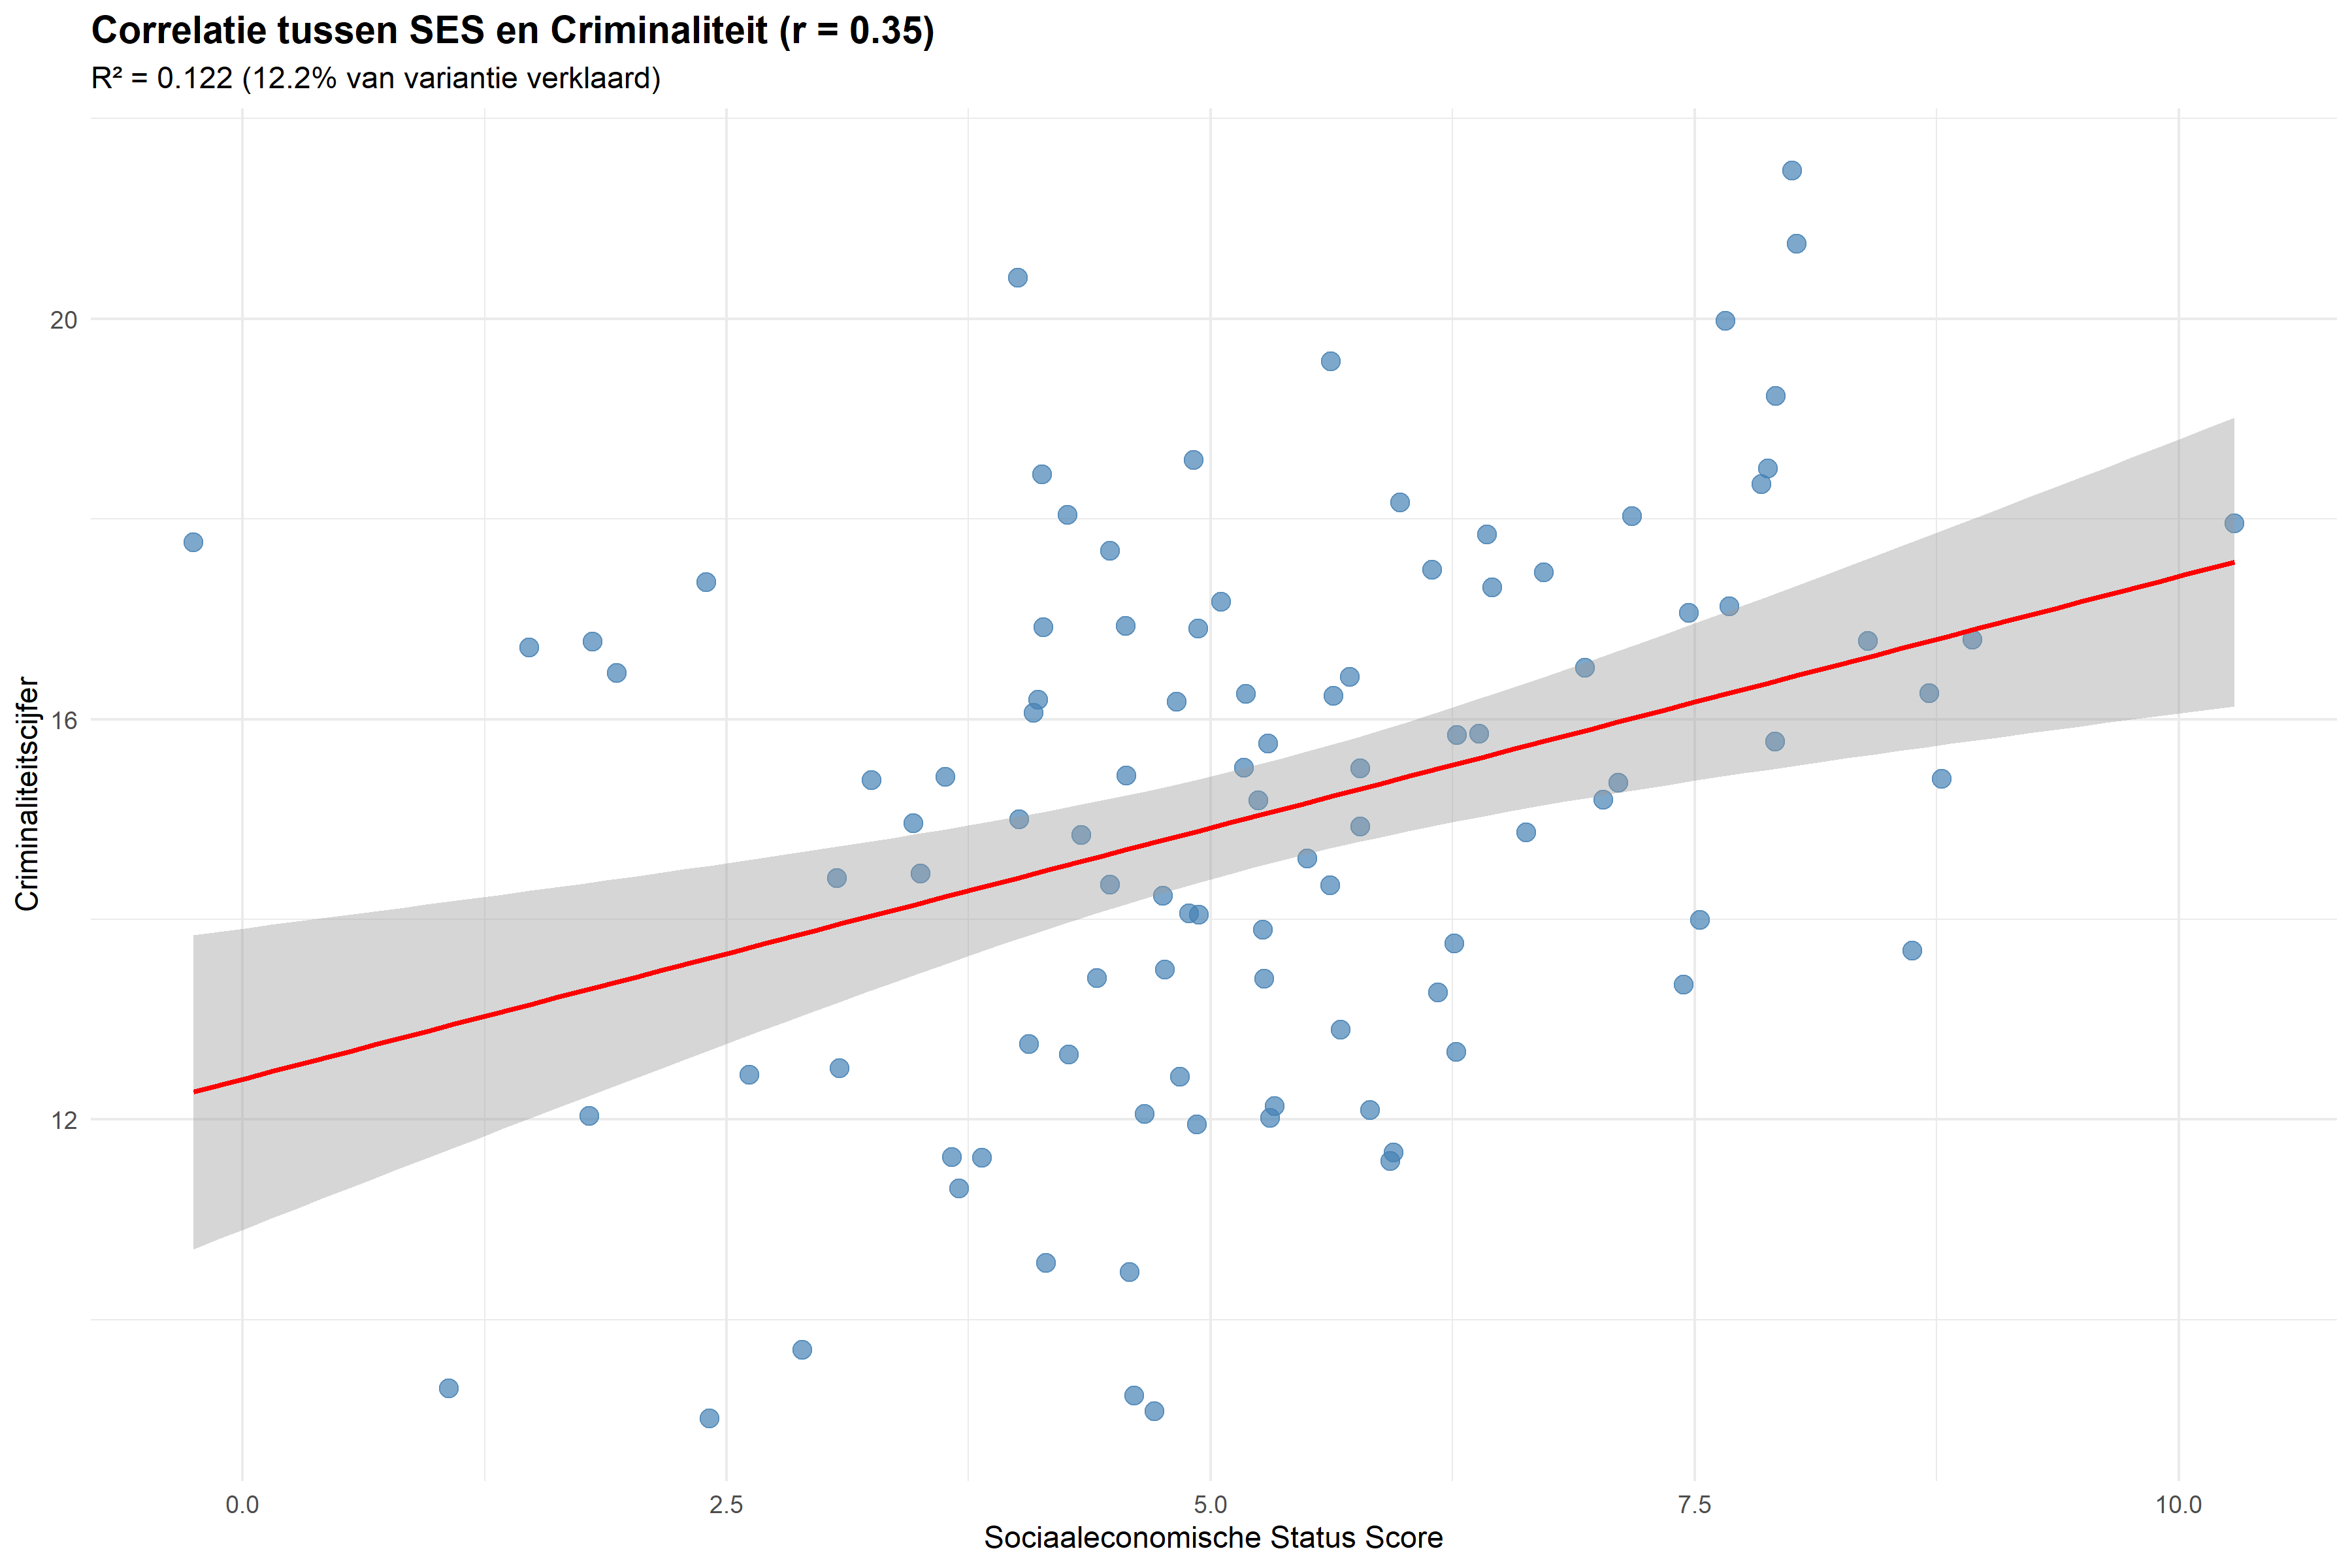 Correlatie tussen SES en Criminaliteit (r = 0.35)
R² = 0.122 (12.2% van variantie verklaard)
20
16
12
Criminaliteitscijfer
0.0 2.5 5.0 7.5 10.0
Sociaaleconomische Status Score